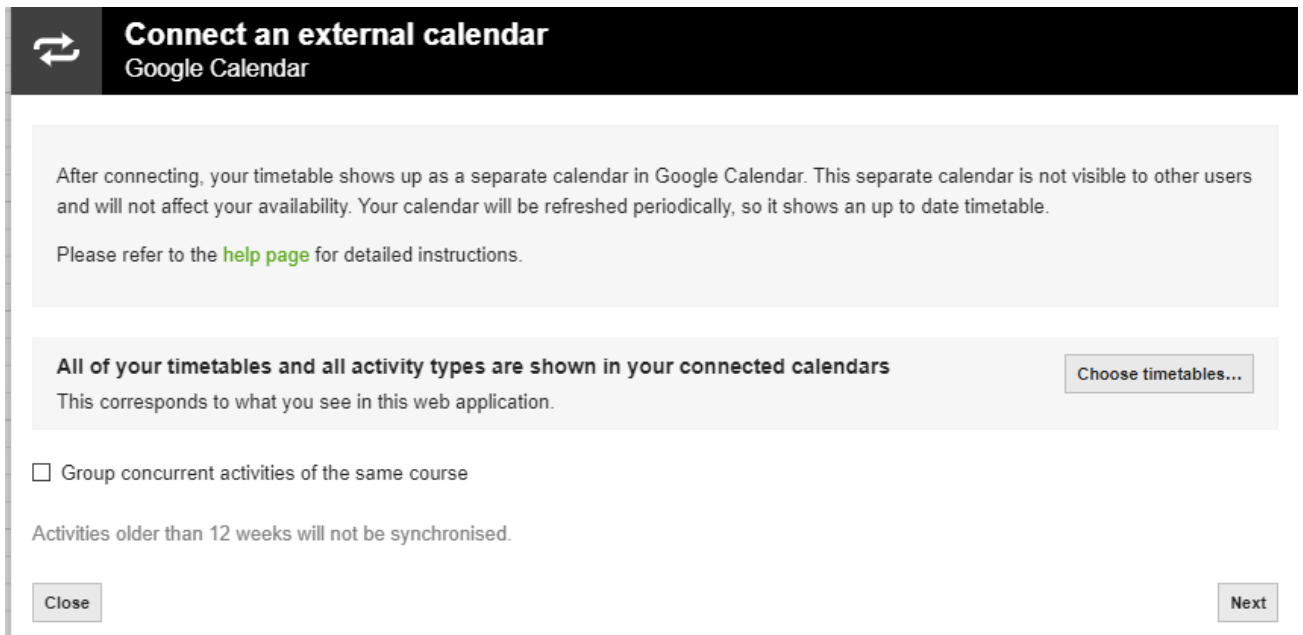 Connect an external calendar
Google Calendar
After connecting, your timetable shows up as a separate calendar in Google Calendar. This separate calendar is not visible to other users
and will not affect your availability. Your calendar will be refreshed periodically, so it shows an up to date timetable.
Please refer to the help page for detailed instructions.
All of your timetables and all activity types are shown in your connected calendars
This corresponds to what you see in this web application.
Choose timetables...
Group concurrent activities of the same course
Activities older than 12 weeks will not be synchronised.
Close
Next